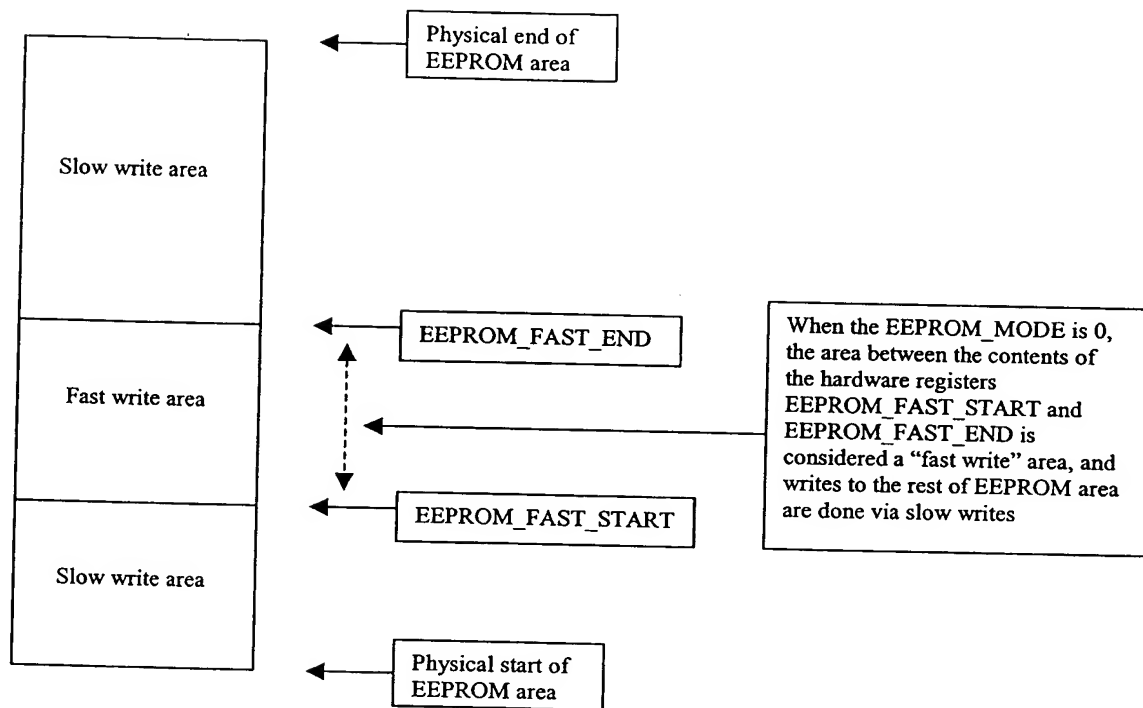 Physical end of
EEPROM area
Slow write area
EEPROM_FAST_END
When the EEPROM_MODE is 0,
the area between the contents of
the hardware registers
EEPROM_FAST_START and
EEPROM_FAST_END is
considered a “fast write” area, and
writes to the rest of EEPROM area
are done via slow writes
Fast write area
EEPROM_FAST_START
Slow write area
Physical start of
EEPROM area